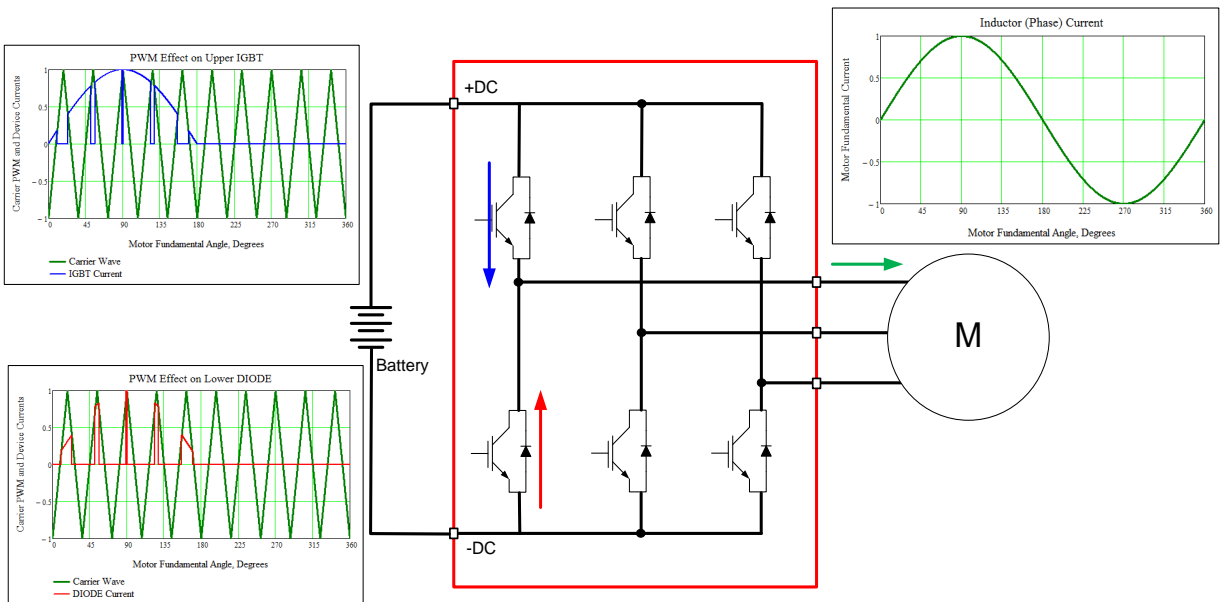 PWM Effect on Upper IGBT
Carrier PWM and Device Currents
1
0.5
0
− 0.5
− 1
0 45 90 135 180 225 270 315 360
Motor Fundamental Angle, Degrees
Carrier Wave
IGBT Current
Inductor (Phase) Current
Motor Fundamental Current
1
0.5
0
− 0.5
− 1
0 45 90 135 180 225 270 315 360
Motor Fundamental Angle, Degrees
+DC
Battery
M
-DC
PWM Effect on Lower DIODE
Carrier PWM and Device Currents
1
0.5
0
− 0.5
− 1
0 45 90 135 180 225 270 315 360
Motor Fundamental Angle, Degrees
Carrier Wave
DIODE Current